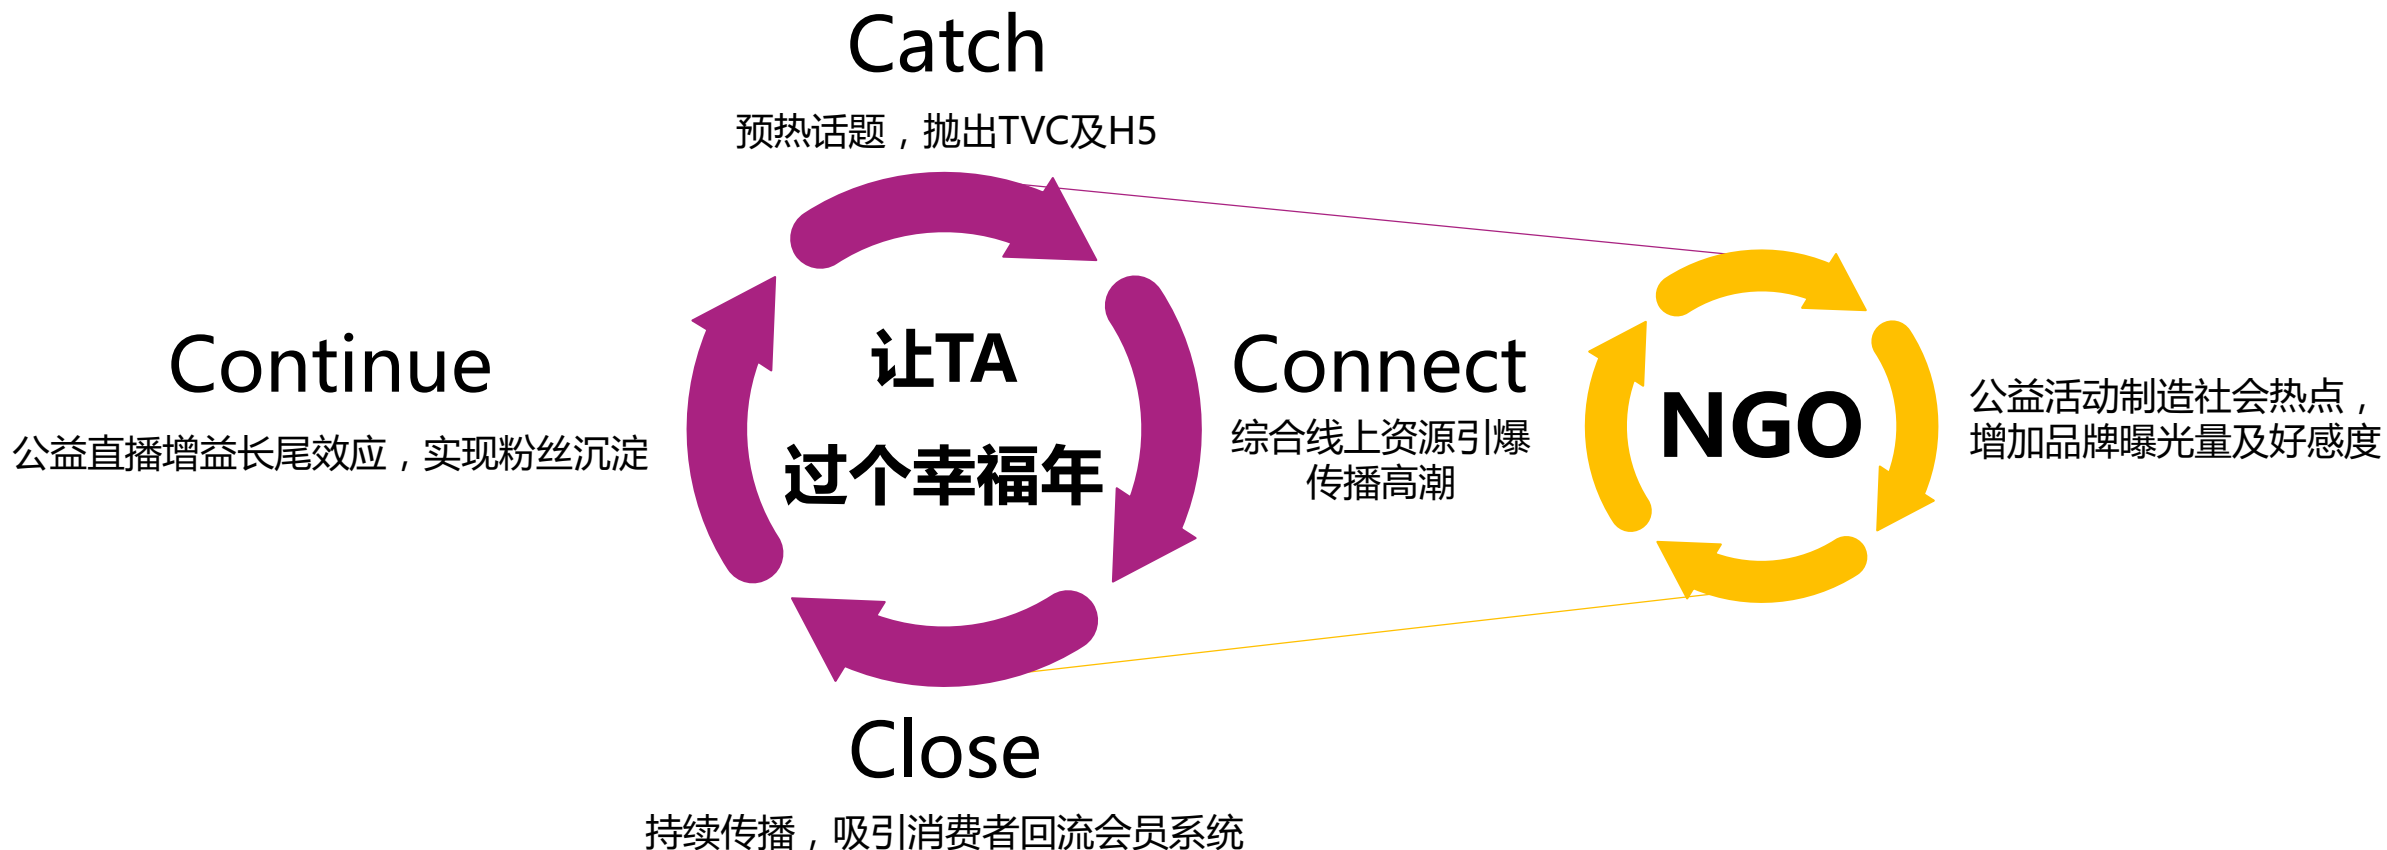 Catch
预热话题，抛出TVC及H5
Continue
公益直播增益长尾效应，实现粉丝沉淀
让TA
过个幸福年
Connect
综合线上资源引爆
传播高潮
NGO
公益活动制造社会热点，
增加品牌曝光量及好感度
Close
持续传播，吸引消费者回流会员系统